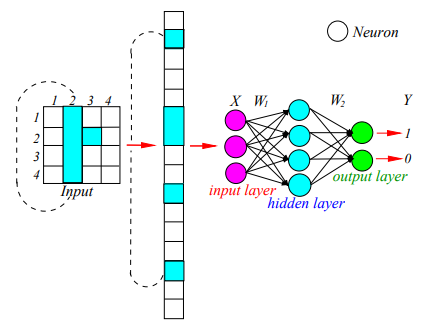 Neuron
1 2 3 4
1
2
3
4
Input
X W1 W2 Y
1
0
input layer
hidden layer
output layer